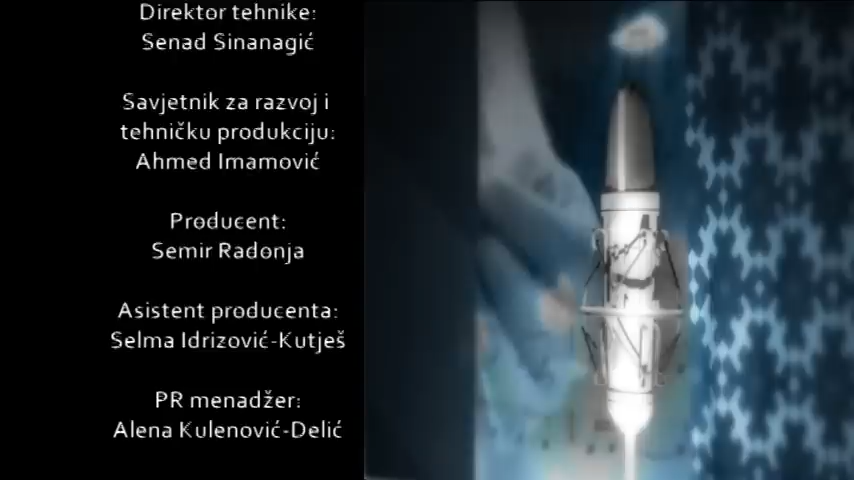 Direktor tehnike:
Senad Sinanagić
Savjetnik za razvoj i
tehničku produkciju:
Ahmed Imamović
Producent:
Semir Radonja
Asistent producenta:
Selma Idrizović-Kutješ
PR menadžer:
Alena Kulenović-Delić